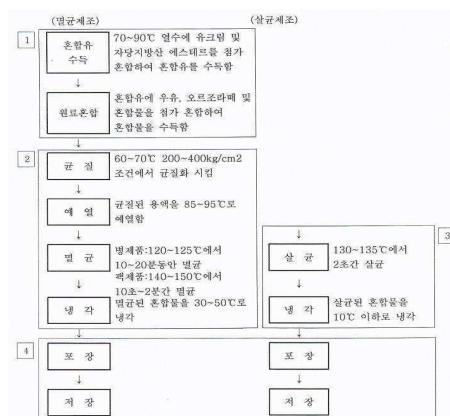 (멸균제조) (살균제조)
1
혼합유
수득
70~90℃ 열수에 유크림 및
자당지방산 에스테르를 첨가
혼합하여 혼합유를 수득함
↓
원료혼합
혼합유에 우유, 오르조라떼 및
혼합물을 첨가 혼합하여
혼합물을 수득함
↓
2
균 질
60~70℃ 200~400kg/cm2
조건에서 균질화 시킴
↓
예 열
균질된 용액을 85~95℃로
예열함
↓
멸 균
병제품:120~125℃에서
10~20분동안 멸균
팩제품:140~150℃에서
10초~2분간 멸균
↓
냉 각
멸균된 혼합물을 30~50℃로
냉각
3
↓
살 균
130~135℃에서
2초간 살균
↓
냉 각
살균된 혼합물을
10℃ 이하로 냉각
4
↓ ↓
포 장 포 장
↓ ↓
저 장 저 장